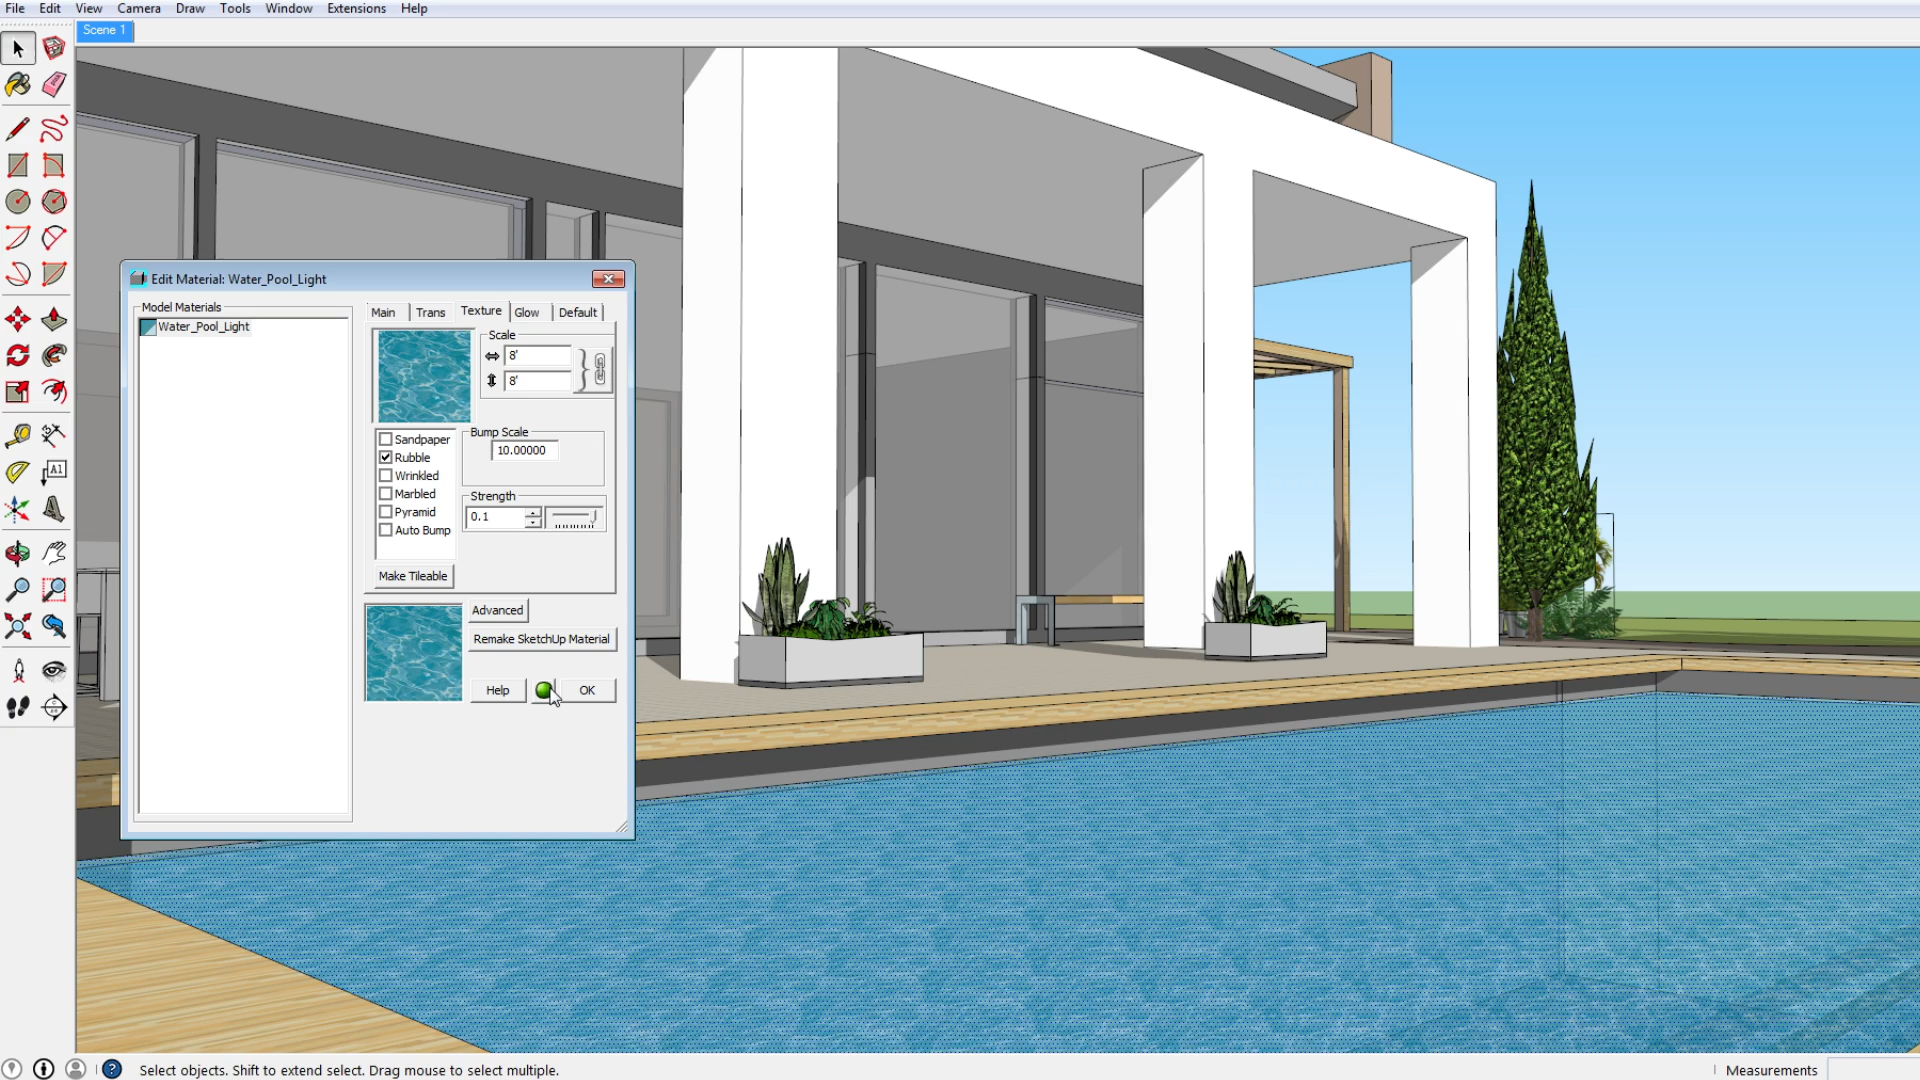 File Edit View Camera Draw Tools Window Extensions Help
Scene 1
A1
Edit Material: Water_Pool_Light
Model Materials
Water_Pool_Light
Main Trans Texture Glow Default
Scale
8'
8'
Sandpaper
Rubble
Wrinkled
Marbled
Pyramid
Auto Bump
Bump Scale
10.00000
Strength
0.1
Make Tileable
Advanced
Remake SketchUp Material
Help OK
Select objects. Shift to extend select. Drag mouse to select multiple.
Measurements